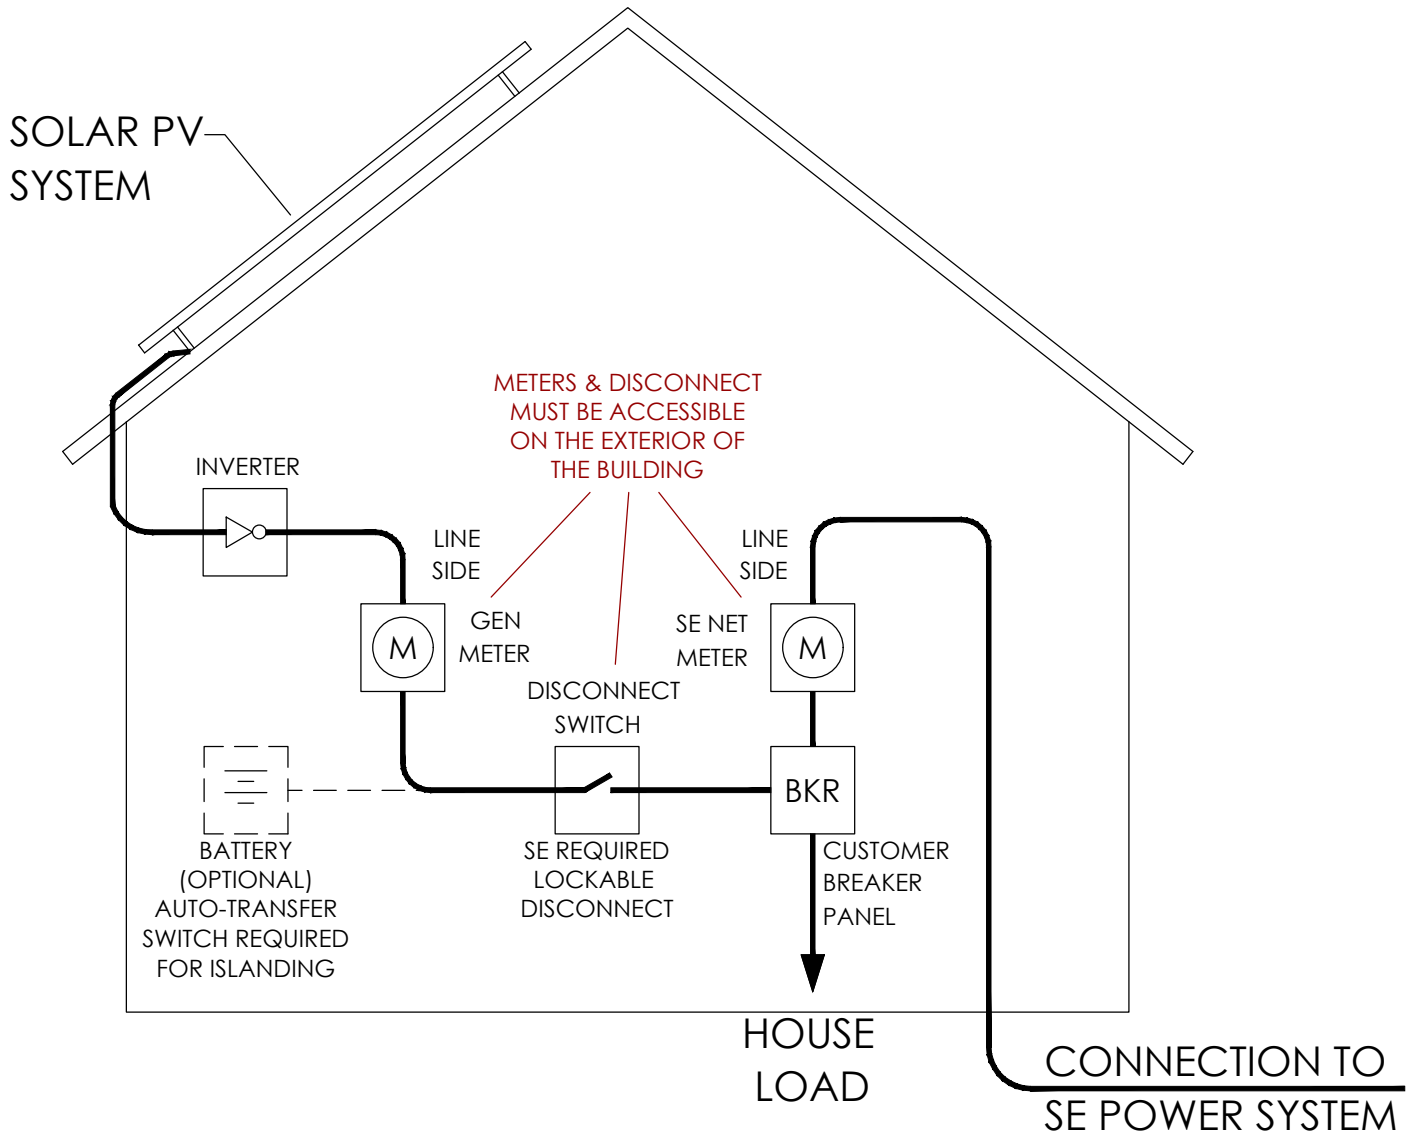 SOLAR PV
SYSTEM
METERS & DISCONNECT
MUST BE ACCESSIBLE
ON THE EXTERIOR OF
THE BUILDING
INVERTER
LINE
SIDE
LINE
SIDE
GEN
METER
SE NET
METER
M
M
DISCONNECT
SWITCH
BKR
BATTERY
(OPTIONAL)
AUTO-TRANSFER
SWITCH REQUIRED
FOR ISLANDING
SE REQUIRED
LOCKABLE
DISCONNECT
CUSTOMER
BREAKER
PANEL
HOUSE
LOAD
CONNECTION TO
SE POWER SYSTEM